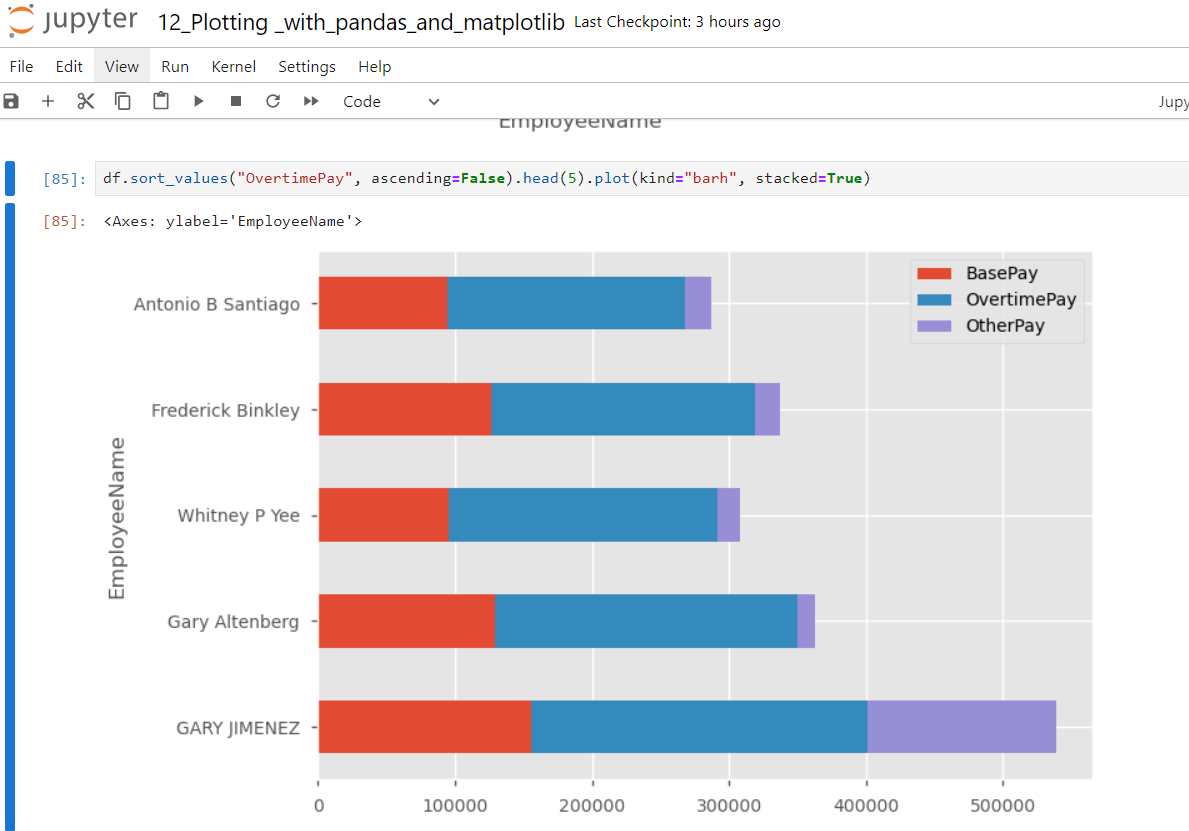 jupyter 12_Plotting _with_pandas_and_matplotlib Last Checkpoint: 3 hours ago
File Edit View Run Kernel Settings Help
Code Jupy
EmployeeName
[85]: df.sort_values("OvertimePay", ascending=False).head(5).plot(kind="barh", stacked=True)
[85]: <Axes: ylabel='EmployeeName'>
BasePay
OvertimePay
OtherPay
Antonio B Santiago
Frederick Binkley
Whitney P Yee
Gary Altenberg
GARY JIMENEZ
EmployeeName
0 100000 200000 300000 400000 500000